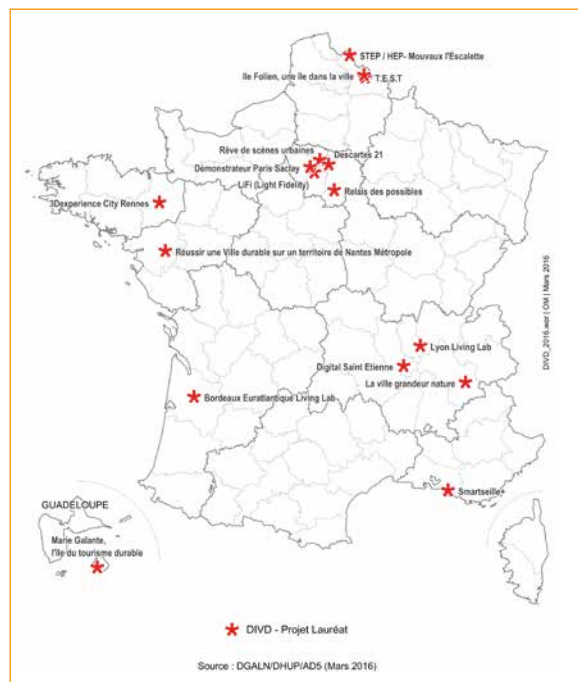 STEP / HEP- Mouvaux l'Escalette
Ile Folien, une île dans la ville
T.E.S.T
Rêve de scènes urbaines
Descartes 21
Démonstrateur Paris Saclay
LiFi (Light Fidelity)
Relais des possibles
3Dexperience City Rennes
Réussir une Ville durable sur un territoire de Nantes Métropole
Lyon Living Lab
Digital Saint Etienne
La ville grandeur nature
Bordeaux Euratlantique Living Lab
Smartseille+
GUADELOUPE
Marie Galante,
l'île du tourisme durable
DIVD_2016.wor | OM | Mars 2016
DIVD - Projet Lauréat
Source : DGALN/DHUP/AD5 (Mars 2016)